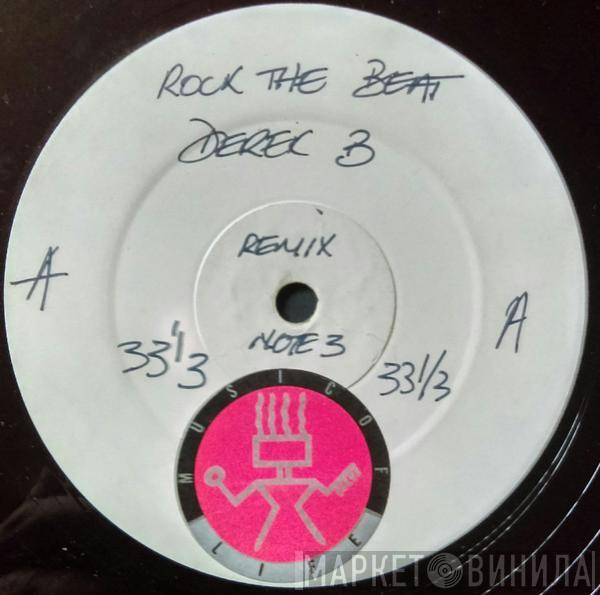 ROCK THE BEAT
DEREK B
REMIX
A
A
NOTE 3
33 1/3
33 1/3
MUSIC OF LIFE
МАРКЕТ ВИНИЛА